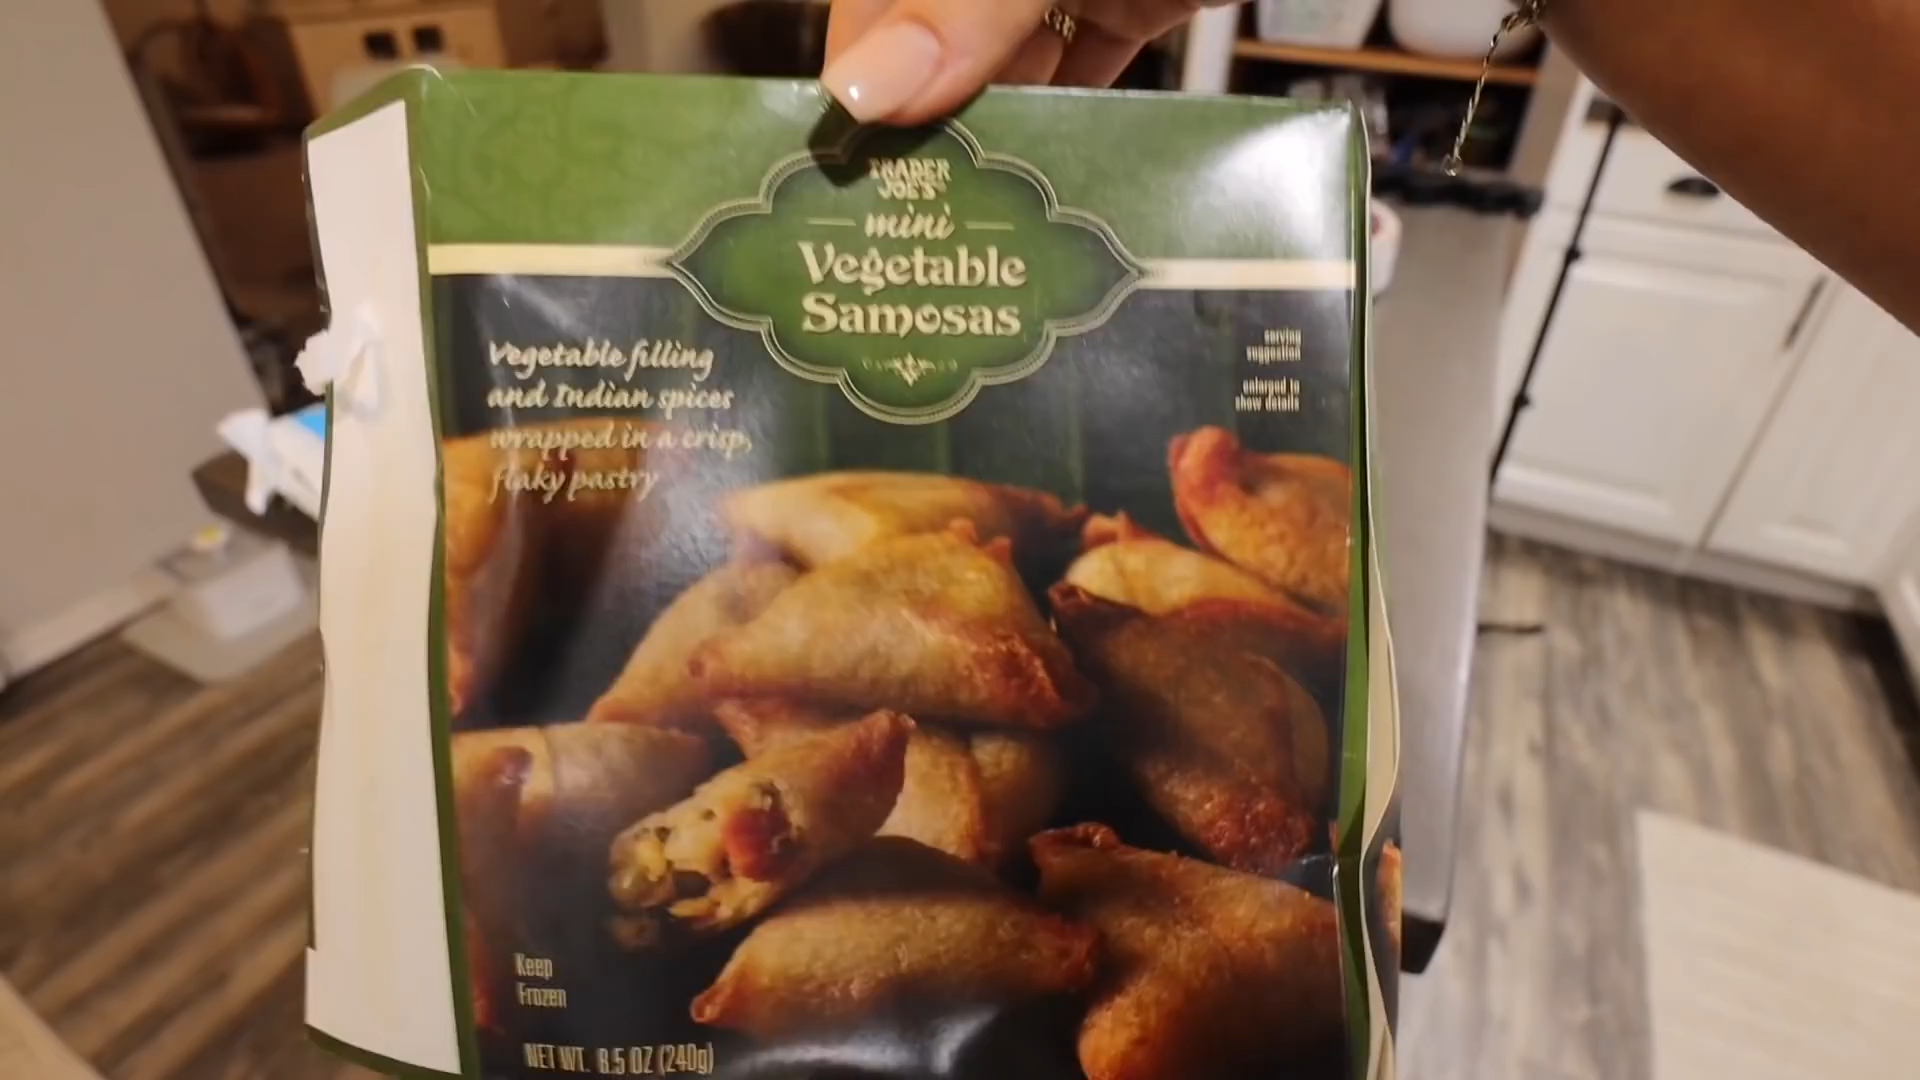 TRADER
JOE'S
mini
Vegetable
Samosas
Vegetable filling
and Indian spices
wrapped in a crisp,
flaky pastry
serving
suggestion
enlarged to
show details
Keep
Frozen
NET WT. 8.5 OZ (240g)